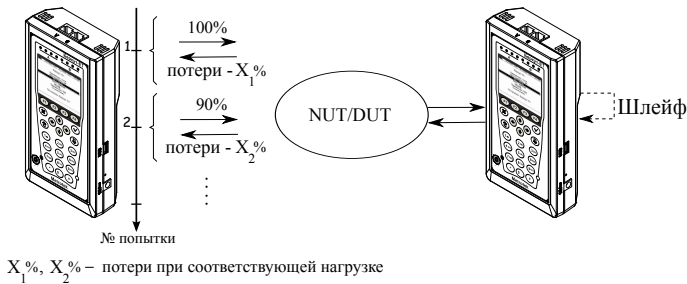 1
100%
потери - X₁%
2
90%
потери - X₂%
NUT/DUT
Шлейф
№ попытки
X₁%, X₂% – потери при соответствующей нагрузке